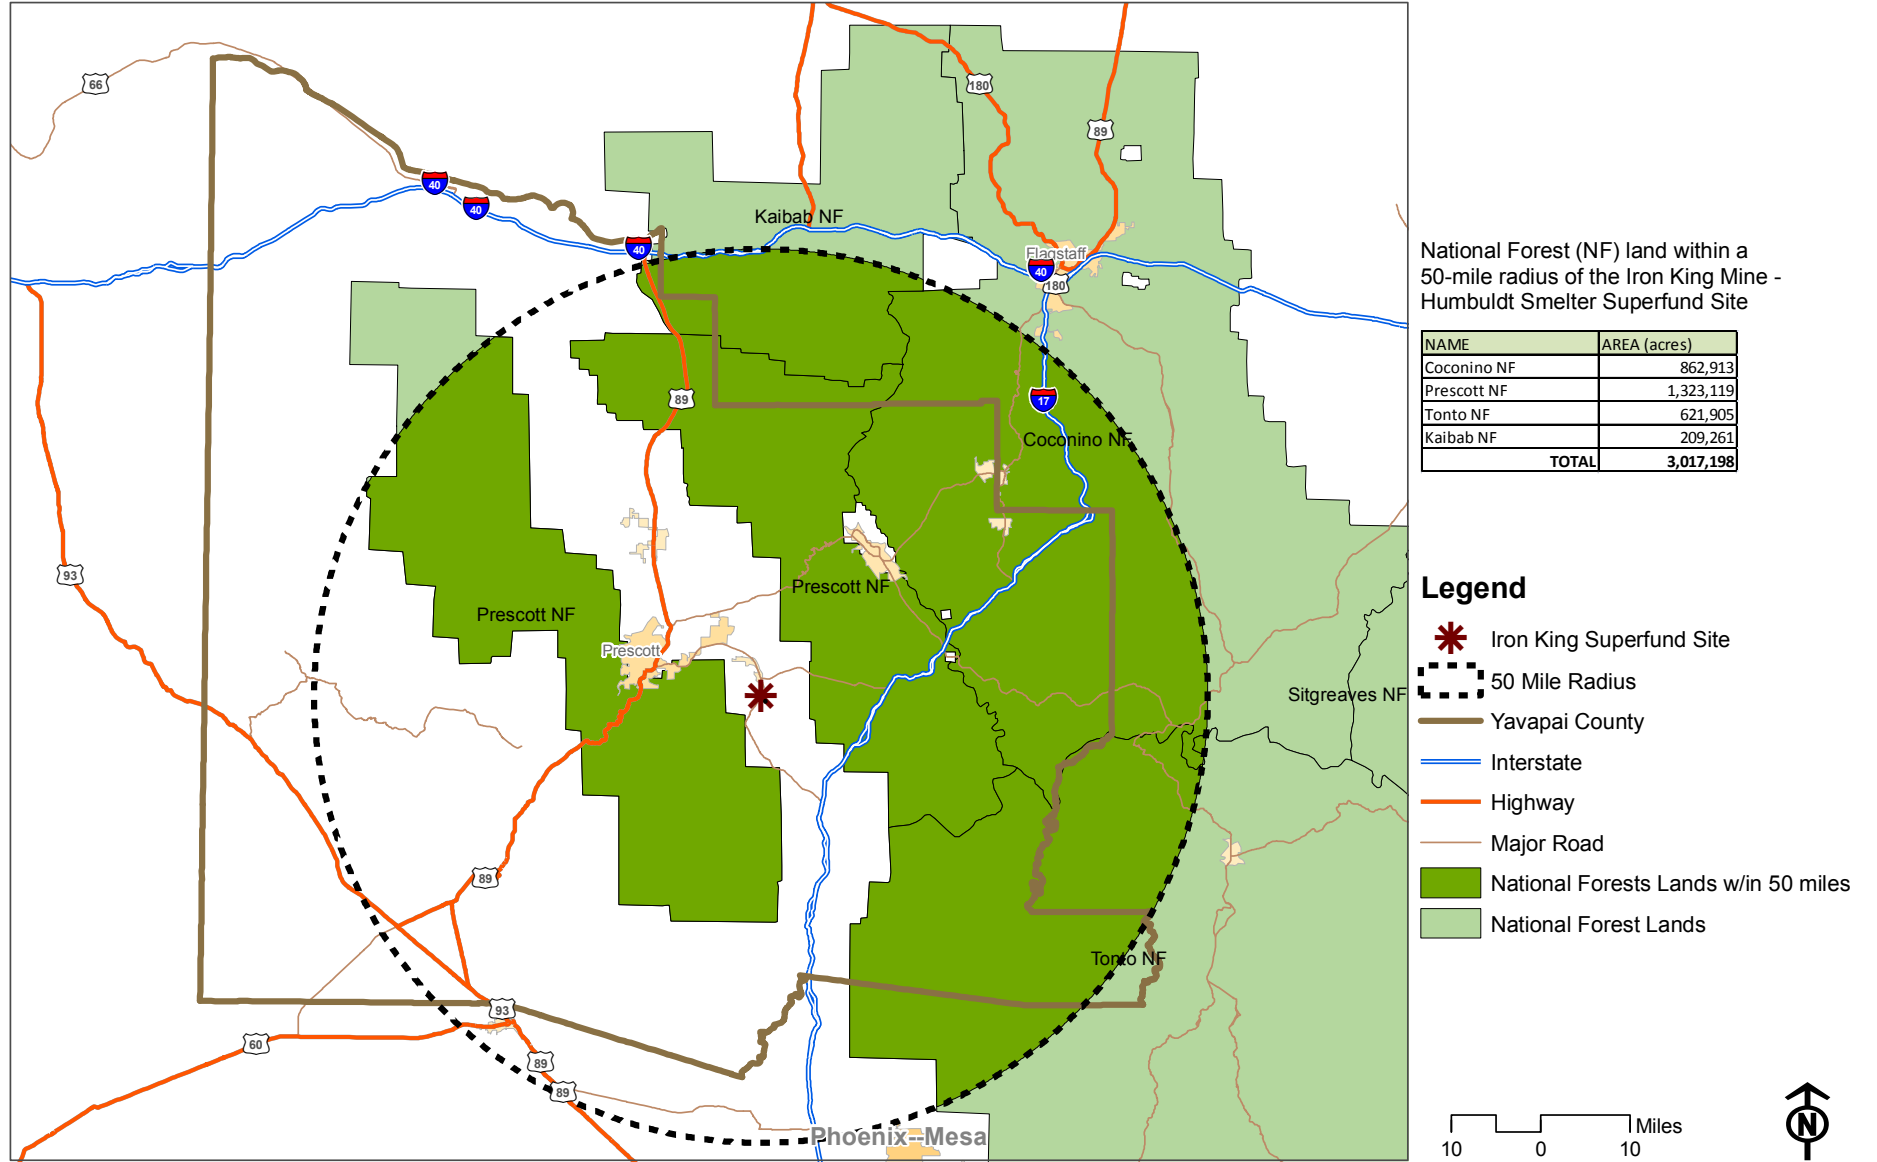 66
180
89
40
40
Kaibab NF
40
Flagstaff
40
180
89
17
Coconino NF
93
Prescott NF
Prescott NF
Prescott
Sitgreaves NF
89
Tonto NF
93
60
89
89
Phoenix--Mesa
National Forest (NF) land within a
50-mile radius of the Iron King Mine -
Humbuldt Smelter Superfund Site
NAME AREA (acres)
Coconino NF 862,913
Prescott NF 1,323,119
Tonto NF 621,905
Kaibab NF 209,261
TOTAL 3,017,198
Legend
Iron King Superfund Site
50 Mile Radius
Yavapai County
Interstate
Highway
Major Road
National Forests Lands w/in 50 miles
National Forest Lands
Miles
10 0 10
N